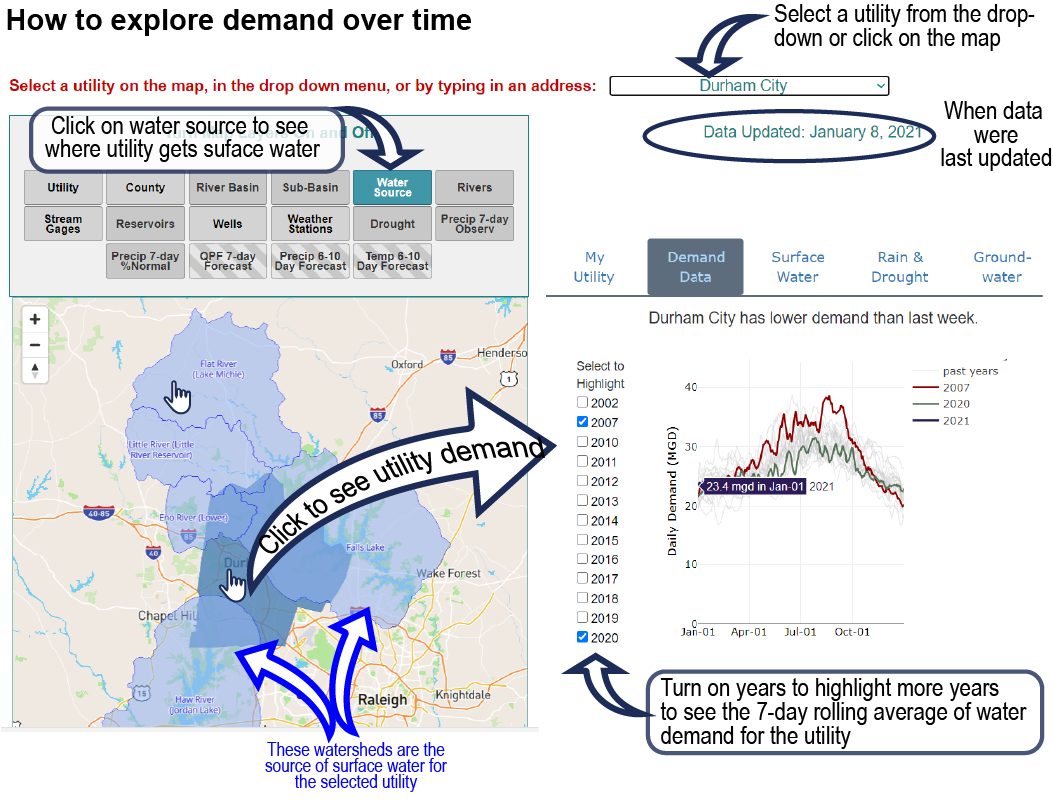 How to explore demand over time
Select a utility from the drop-
down or click on the map
Select a utility on the map, in the drop down menu, or by typing in an address:
Durham City
Data Updated: January 8, 2021
When data
were
last updated
Click on water source to see
where utility gets suface water
Utility
County
River Basin
Sub-Basin
Water
Source
Rivers
Stream
Gages
Reservoirs
Wells
Weather
Stations
Drought
Precip 7-day
Observ
Precip 7-day
%Normal
QPF 7-day
Forecast
Precip 6-10
Day Forecast
Temp 6-10
Day Forecast
My
Utility
Demand
Data
Surface
Water
Rain &
Drought
Ground-
water
Durham City has lower demand than last week.
+
−
Flat River
(Lake Michie)
Oxford
85
Henderso
1
85
Little River (Little
River Reservoir)
40-85
Eno River (Lower)
85
40
Falls Lake
Wake Forest
Chapel Hil
15
Haw River
(Jordan Lake)
Raleigh
Knightdale
Click to see utility demand
These watersheds are the
source of surface water for
the selected utility
Select to
Highlight
2002
2007
2010
2011
2012
2013
2014
2015
2016
2017
2018
2019
2020
past years
2007
2020
2021
Daily Demand (MGD)
40
30
20
10
0
23.4 mgd in Jan-01
2021
Jan-01
Apr-01
Jul-01
Oct-01
Turn on years to highlight more years
to see the 7-day rolling average of water
demand for the utility